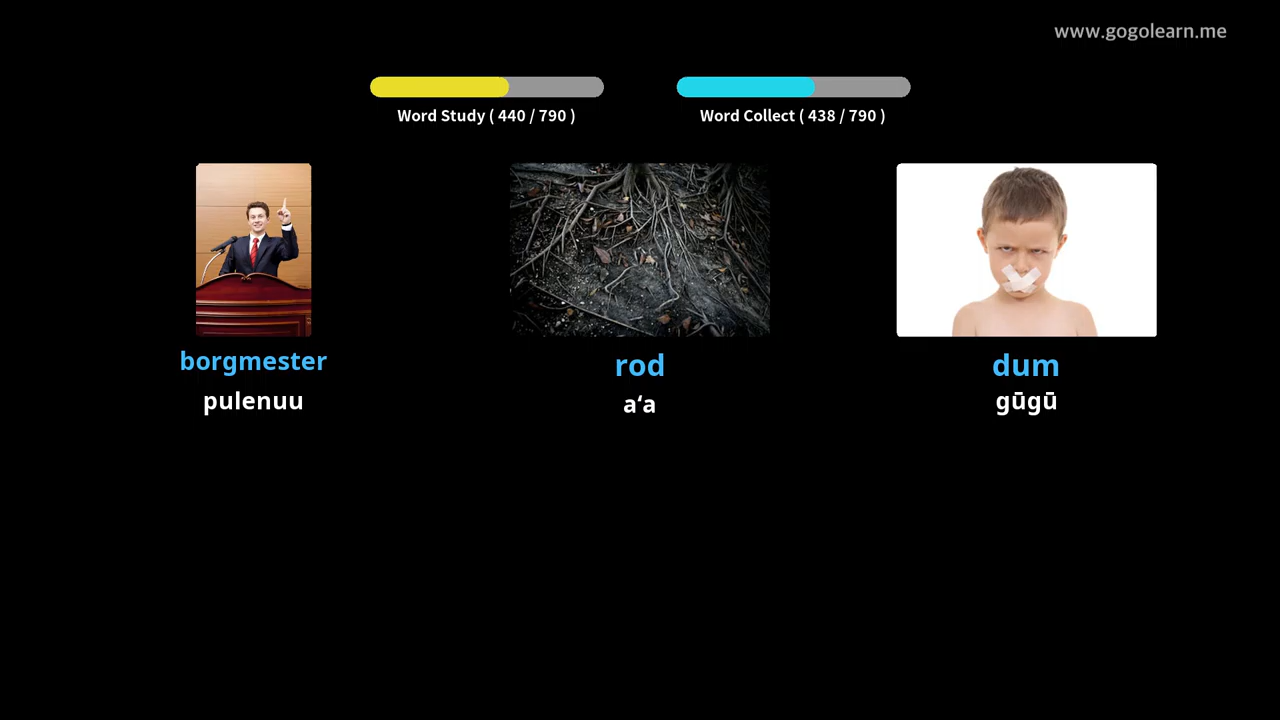 www.gogolearn.me
Word Study ( 440 / 790 )
Word Collect ( 438 / 790 )
borgmester
pulenuu
rod
aʻa
dum
gūgū